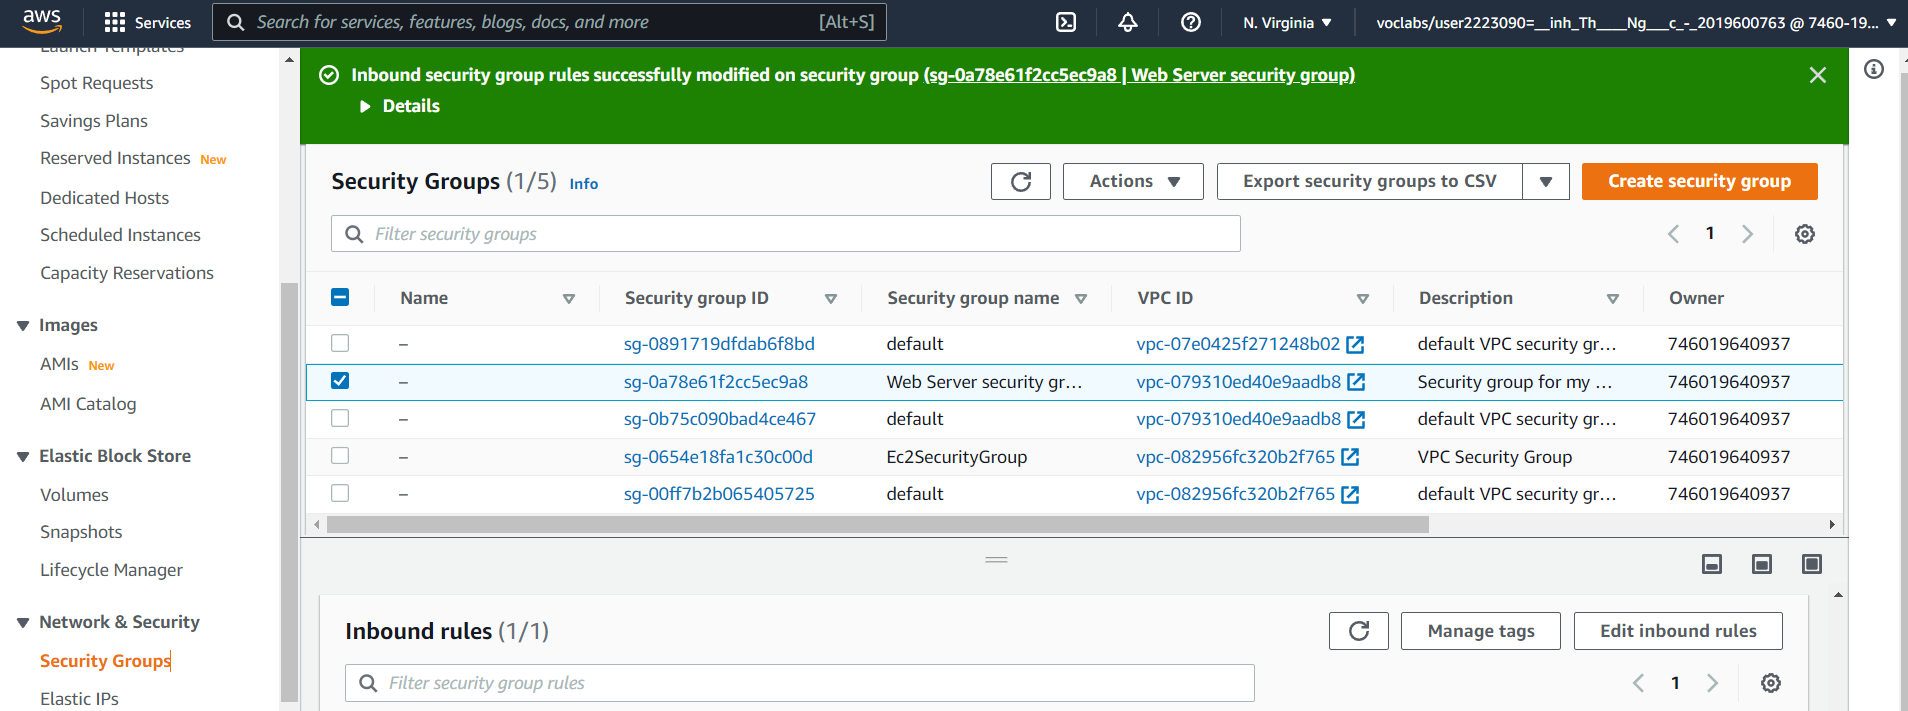 aws
Services
Search for services, features, blogs, docs, and more [Alt+S]
N. Virginia
voclabs/user2223090=__inh_Th____Ng___c_-_2019600763 @ 7460-19...
Launch Templates
Spot Requests
Savings Plans
Reserved Instances New
Dedicated Hosts
Scheduled Instances
Capacity Reservations
Images
AMIs New
AMI Catalog
Elastic Block Store
Volumes
Snapshots
Lifecycle Manager
Network & Security
Security Groups
Elastic IPs
Inbound security group rules successfully modified on security group (sg-0a78e61f2cc5ec9a8 | Web Server security group)
Details
Security Groups (1/5) Info
Actions
Export security groups to CSV
Create security group
Filter security groups
1
Name Security group ID Security group name VPC ID Description Owner
– sg-0891719dfdab6f8bd default vpc-07e0425f271248b02 default VPC security gr... 746019640937
– sg-0a78e61f2cc5ec9a8 Web Server security gr... vpc-079310ed40e9aadb8 Security group for my ... 746019640937
– sg-0b75c090bad4ce467 default vpc-079310ed40e9aadb8 default VPC security gr... 746019640937
– sg-0654e18fa1c30c00d Ec2SecurityGroup vpc-082956fc320b2f765 VPC Security Group 746019640937
– sg-00ff7b2b065405725 default vpc-082956fc320b2f765 default VPC security gr... 746019640937
Inbound rules (1/1)
Manage tags
Edit inbound rules
Filter security group rules
1